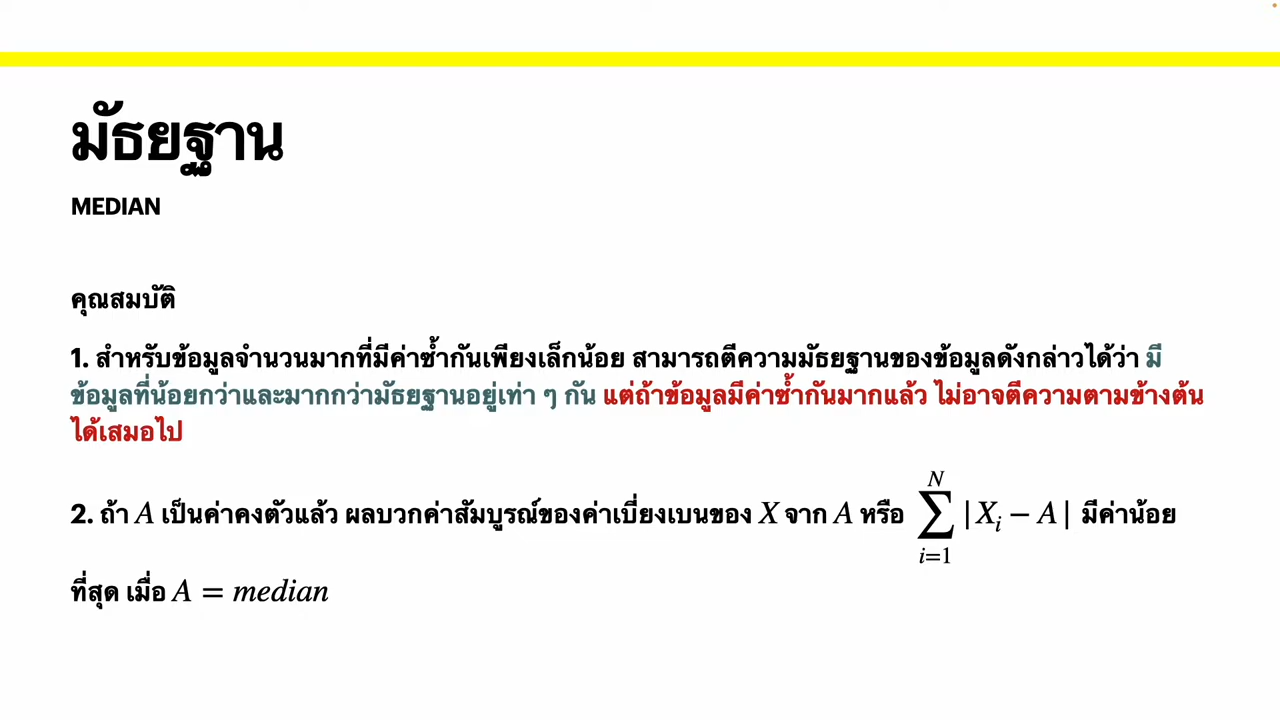 มัธยฐาน
MEDIAN
คุณสมบัติ
1. สำหรับข้อมูลจำนวนมากที่มีค่าซ้ำกันเพียงเล็กน้อย สามารถตีความมัธยฐานของข้อมูลดังกล่าวได้ว่า มี
ข้อมูลที่น้อยกว่าและมากกว่ามัธยฐานอยู่เท่า ๆ กัน แต่ถ้าข้อมูลมีค่าซ้ำกันมากแล้ว ไม่อาจตีความตามข้างต้น
ได้เสมอไป
2. ถ้า A เป็นค่าคงตัวแล้ว ผลบวกค่าสัมบูรณ์ของค่าเบี่ยงเบนของ X จาก A หรือ \sum_{i=1}^{N} |X_i − A| มีค่าน้อย
ที่สุด เมื่อ A = median